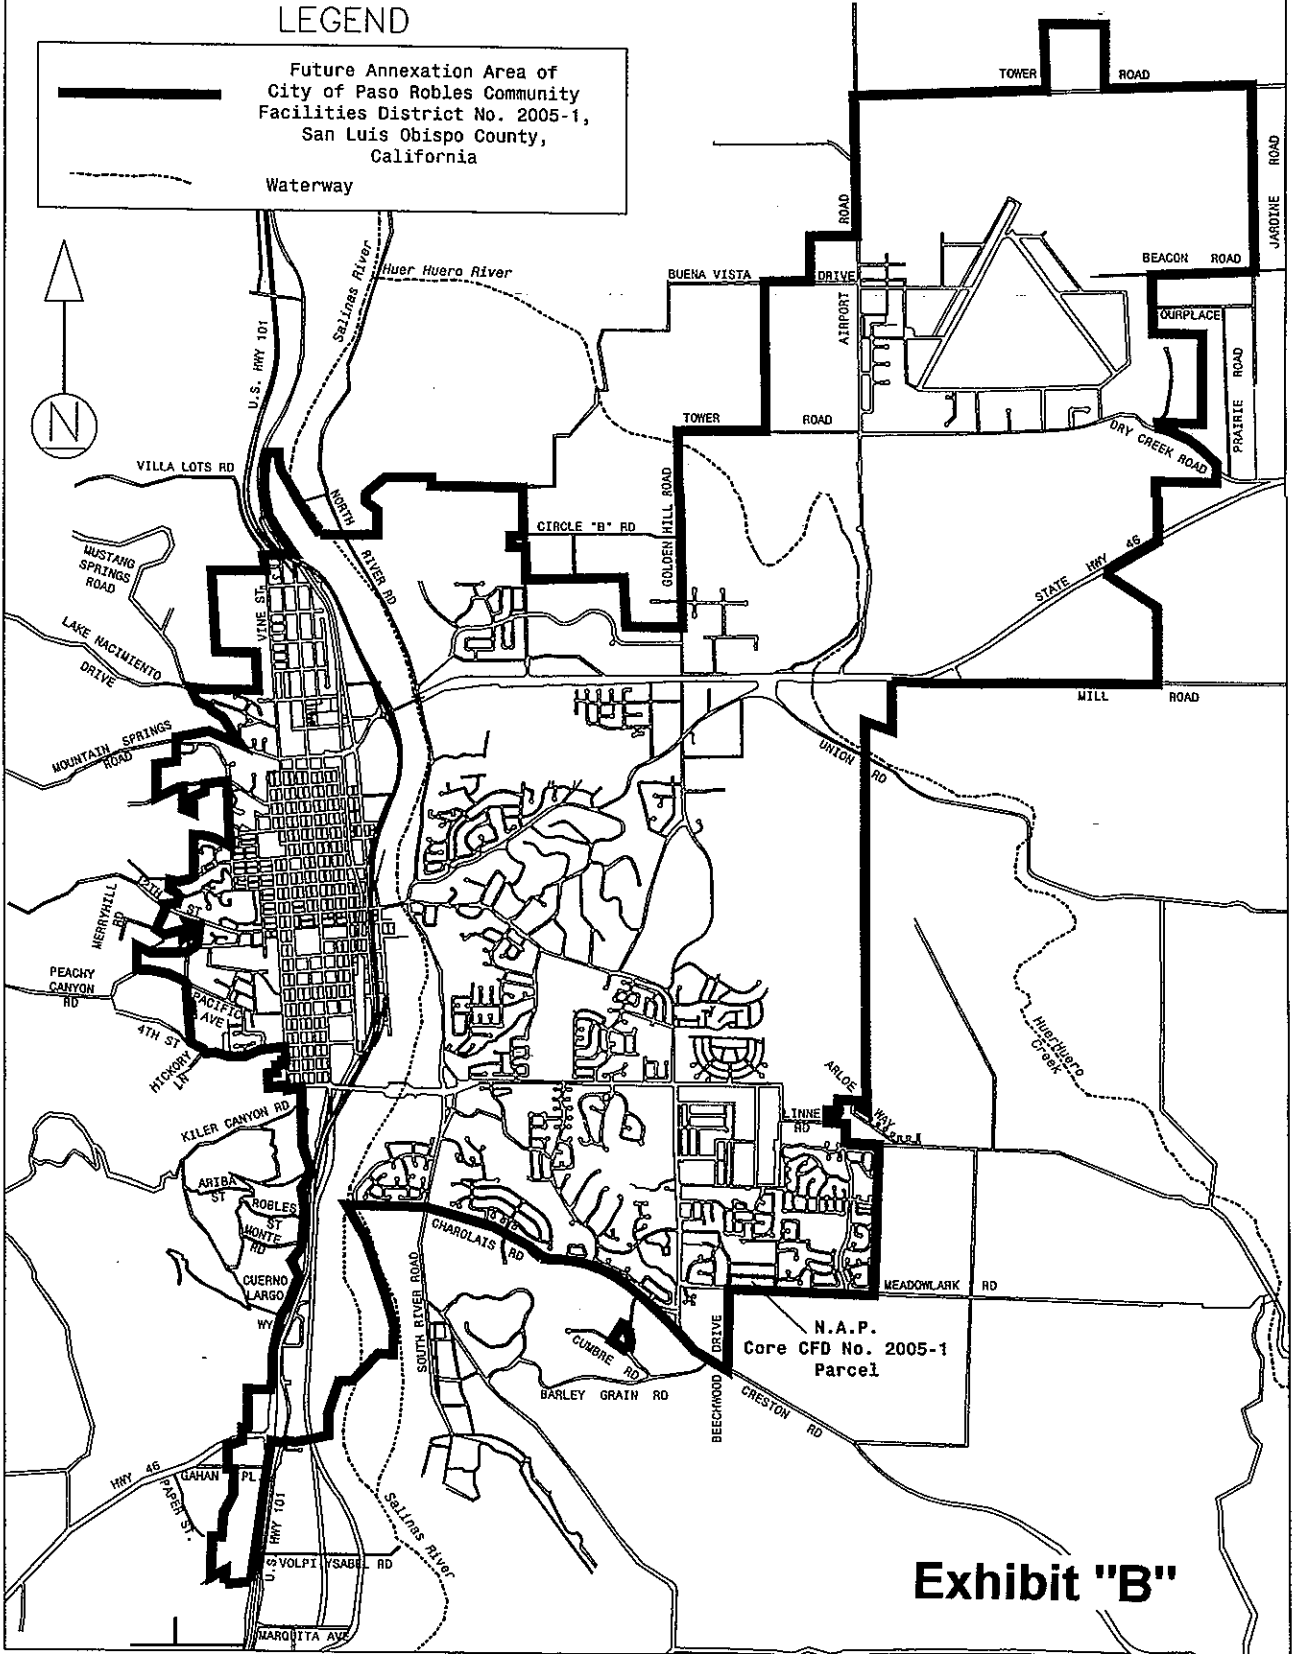 LEGEND
Future Annexation Area of
City of Paso Robles Community
Facilities District No. 2005-1,
San Luis Obispo County,
California
Waterway
TOWER ROAD
JARDINE ROAD
ROAD
BEACON ROAD
Huer Huero River
Salinas River
BUENA VISTA DRIVE
AIRPORT
OURPLACE
U.S. HWY 101
PRAIRIE ROAD
N
TOWER ROAD
DRY CREEK ROAD
VILLA LOTS RD
NORTH
RIVER RD
GOLDEN HILL ROAD
CIRCLE "B" RD
STATE HWY 46
MUSTANG
SPRINGS
ROAD
VINE ST.
LAKE NACIMIENTO
DRIVE
MILL ROAD
MOUNTAIN SPRINGS
ROAD
UNION RD
12TH ST
MERRYHILL
RD
PEACHY
CANYON
RD
PACIFIC
AVE
4TH ST
HICKORY
LN
HuerHuero
Creek
ARLOE
WAY
LINNE
RD
KILER CANYON RD
ARIBA
ST
ROBLES
ST
MONTE
RD
CHAROLAIS RD
CUERNO
LARGO
WY
SOUTH RIVER ROAD
MEADOWLARK RD
N.A.P.
Core CFD No. 2005-1
Parcel
CUMBRE RD
BEECHWOOD DRIVE
BARLEY GRAIN RD
CRESTON RD
HWY 46
GAHAN PL.
PAPER ST.
U.S HWY 101
Salinas River
VOLPI YSABEL RD
Exhibit "B"
MARQUITA AVE